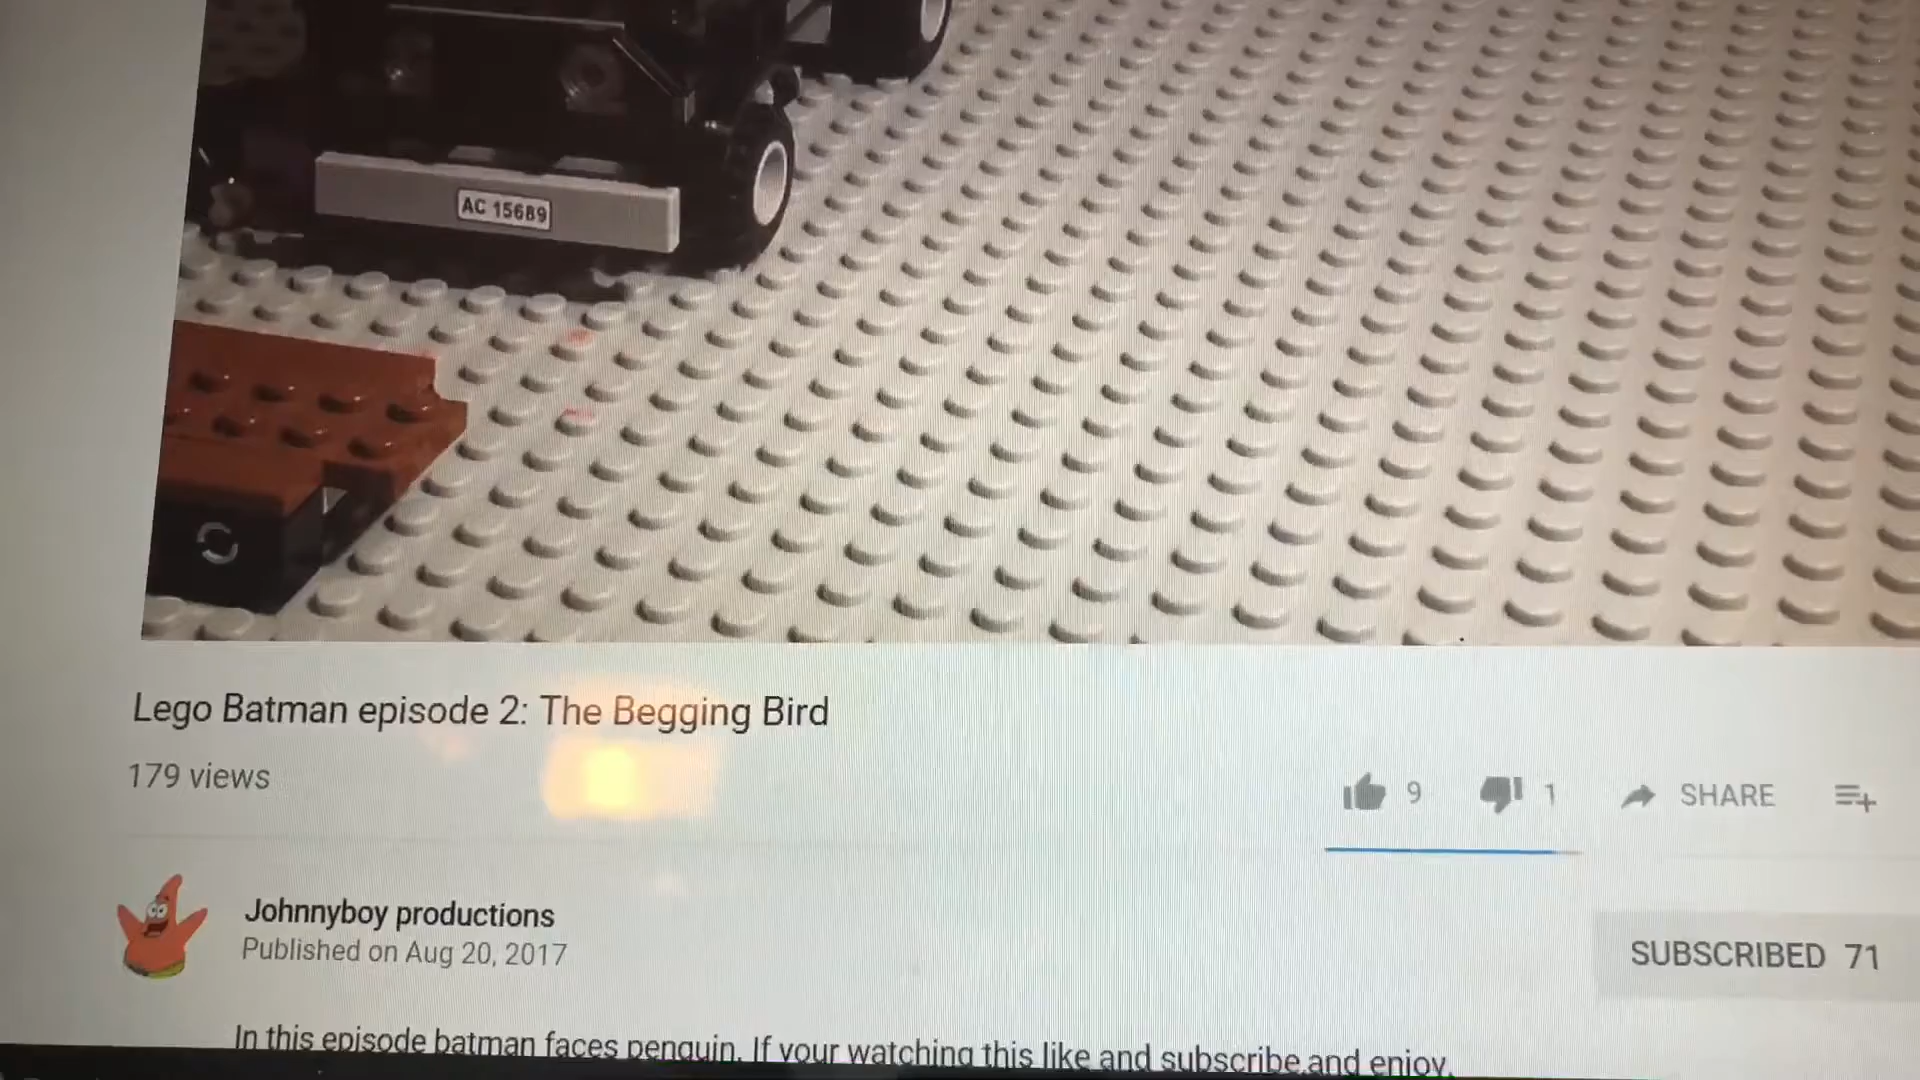 AC 15689
Lego Batman episode 2: The Begging Bird
179 views
9
1
SHARE
Johnnyboy productions
Published on Aug 20, 2017
SUBSCRIBED 71
In this episode batman faces penguin. If your watching this like and subscribe.and enjoy.